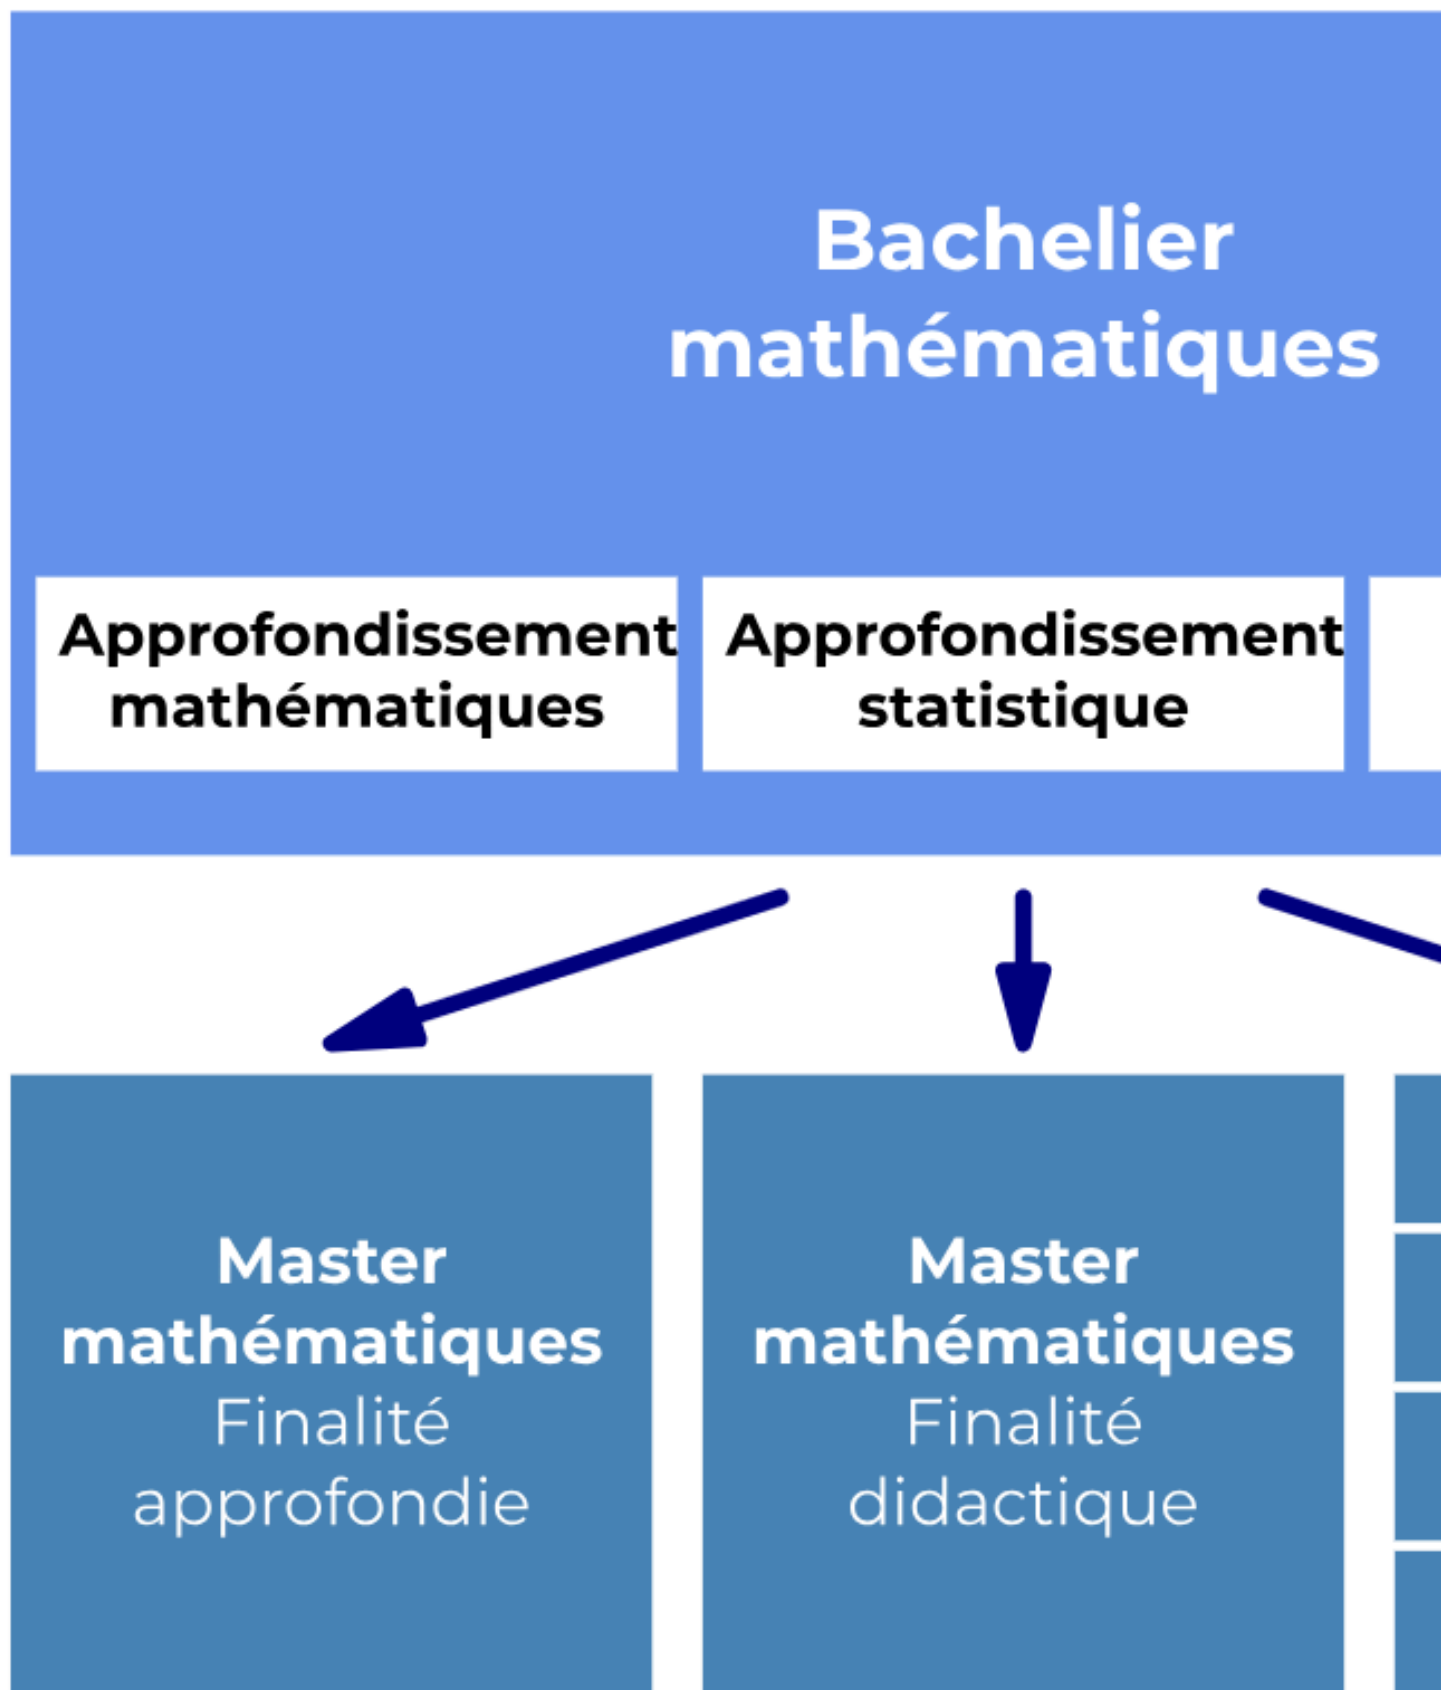 Bachelier
mathématiques
Approfondissement
mathématiques
Approfondissement
statistique
Master
mathématiques
Finalité
approfondie
Master
mathématiques
Finalité
didactique